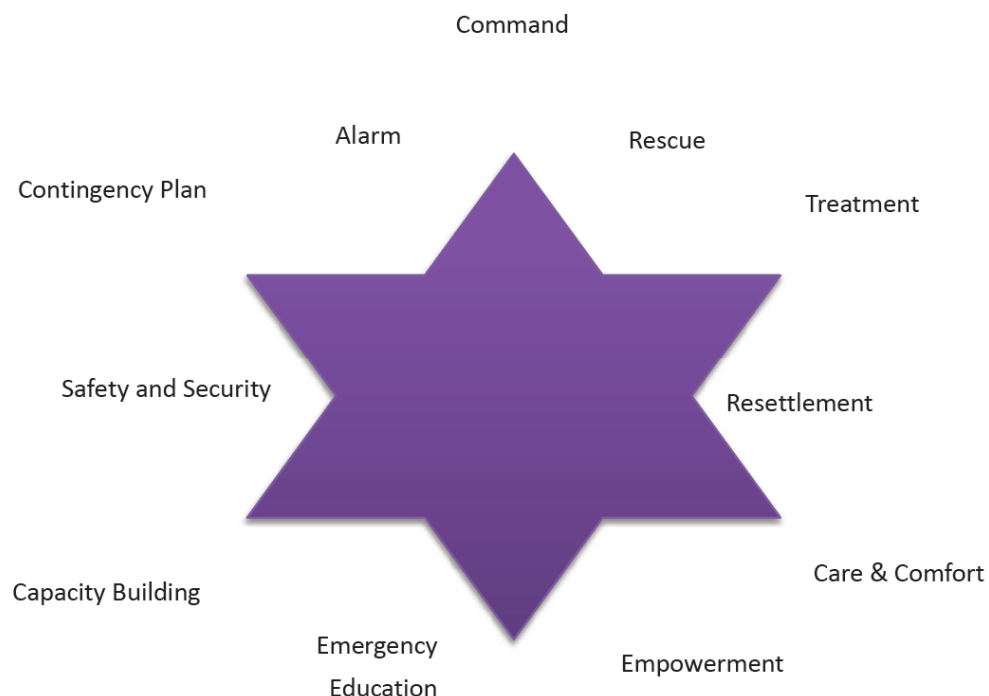 Command
Alarm
Rescue
Contingency Plan
Treatment
Safety and Security
Resettlement
Care & Comfort
Capacity Building
Emergency
Education
Empowerment